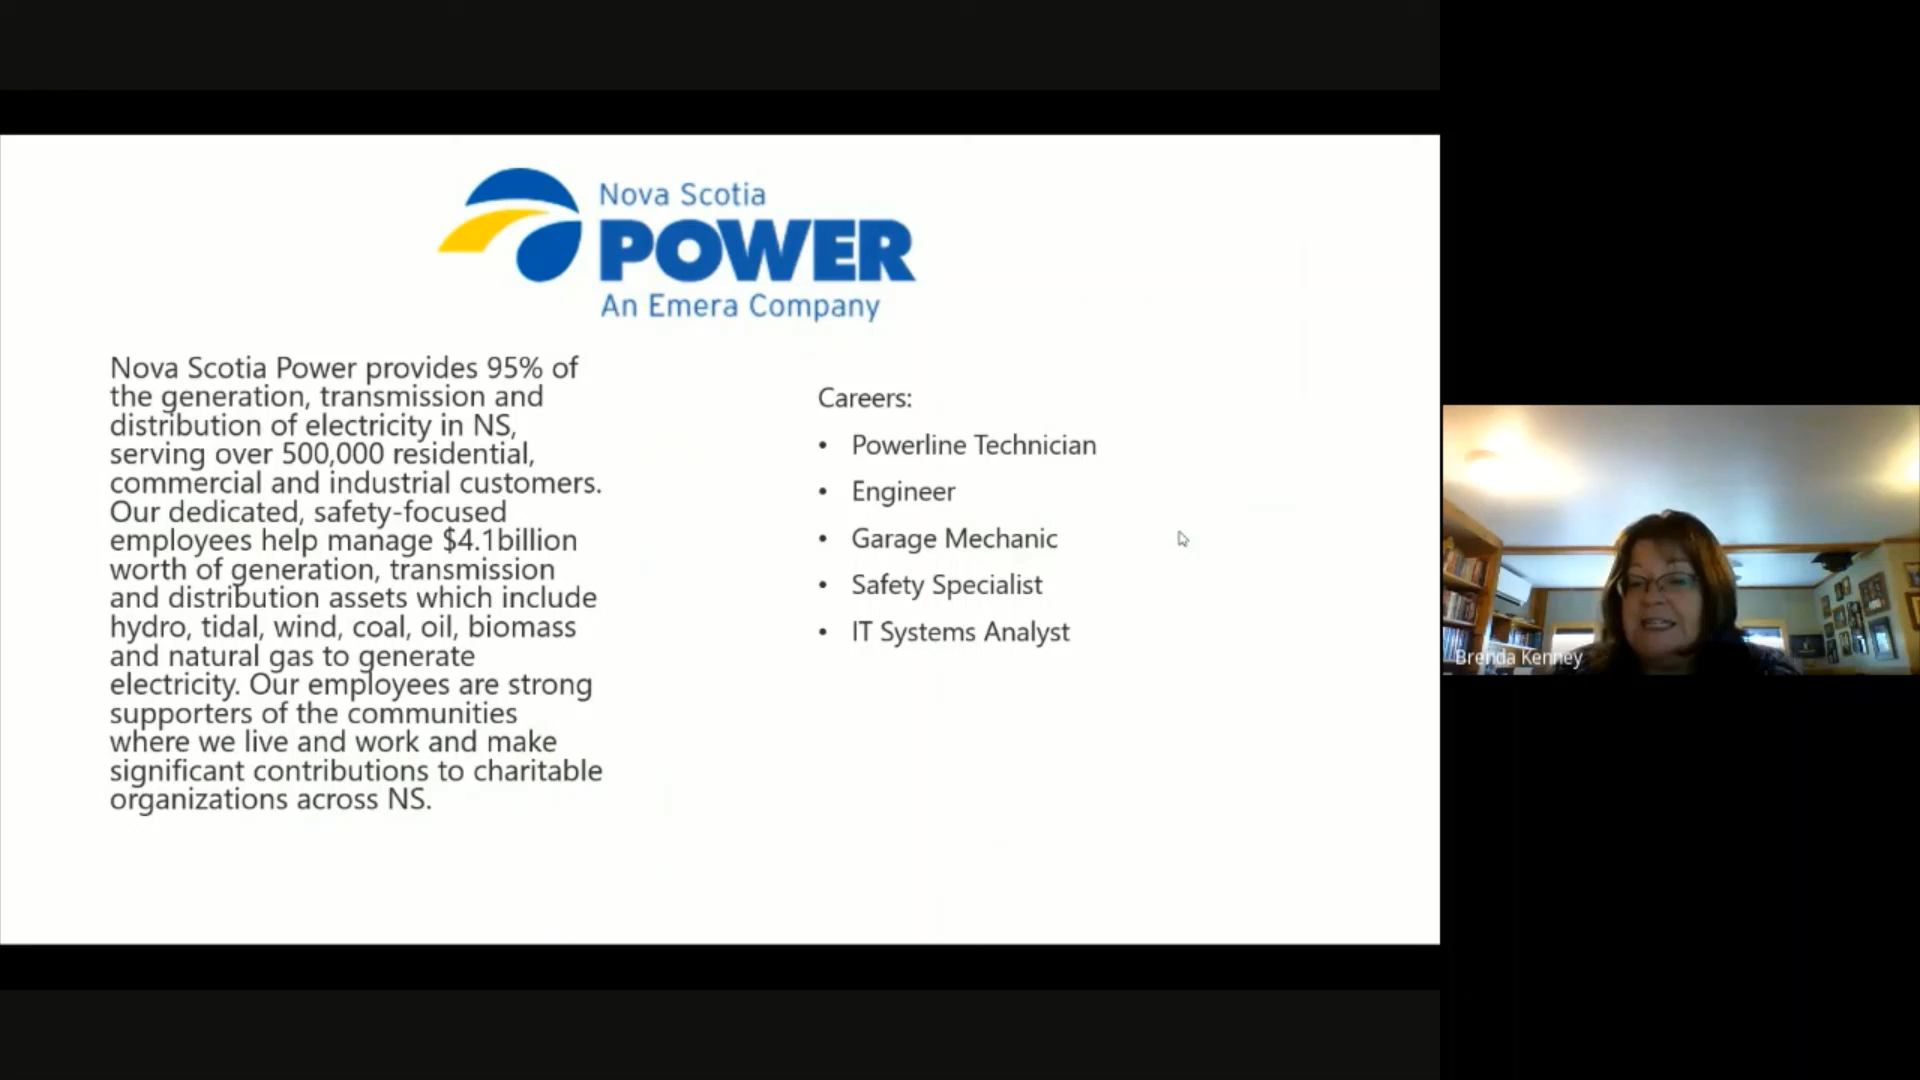 Nova Scotia
POWER
An Emera Company
Nova Scotia Power provides 95% of
the generation, transmission and
distribution of electricity in NS,
serving over 500,000 residential,
commercial and industrial customers.
Our dedicated, safety-focused
employees help manage $4.1billion
worth of generation, transmission
and distribution assets which include
hydro, tidal, wind, coal, oil, biomass
and natural gas to generate
electricity. Our employees are strong
supporters of the communities
where we live and work and make
significant contributions to charitable
organizations across NS.
Careers:
• Powerline Technician
• Engineer
• Garage Mechanic
• Safety Specialist
• IT Systems Analyst
Brenda Kenney